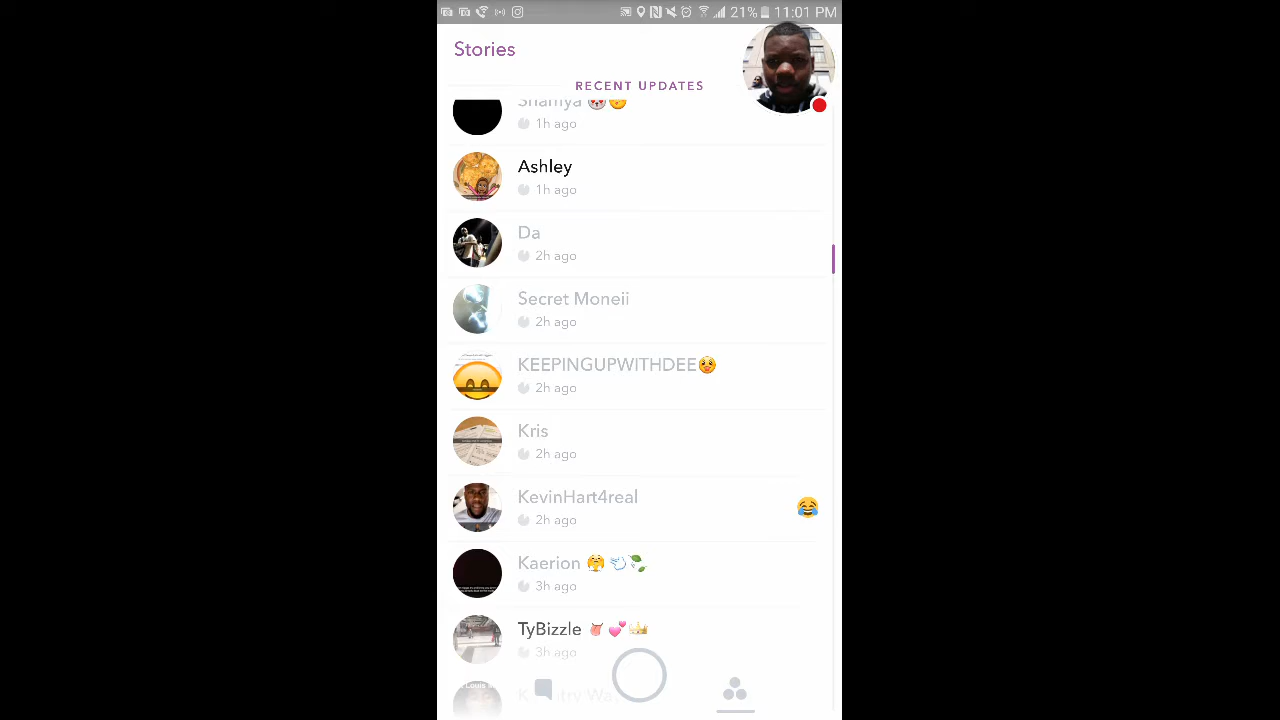 21% 11:01 PM
Stories
RECENT UPDATES
Shaniya
1h ago
Ashley
1h ago
Da
2h ago
Secret Moneii
2h ago
KEEPINGUPWITHDEE
2h ago
Kris
2h ago
KevinHart4real
2h ago
Kaerion
3h ago
TyBizzle
3h ago